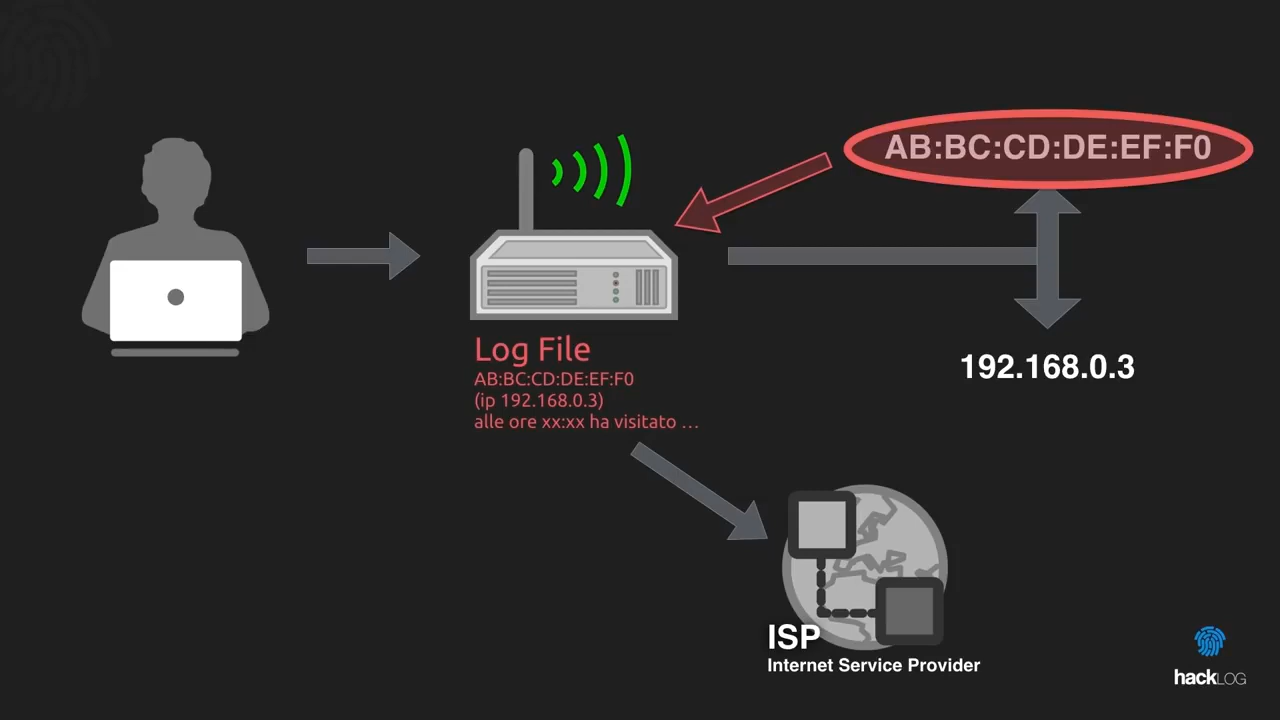 AB:BC:CD:DE:EF:F0
Log File
AB:BC:CD:DE:EF:F0
(ip 192.168.0.3)
alle ore xx:xx ha visitato ...
192.168.0.3
ISP
Internet Service Provider
hackLOG